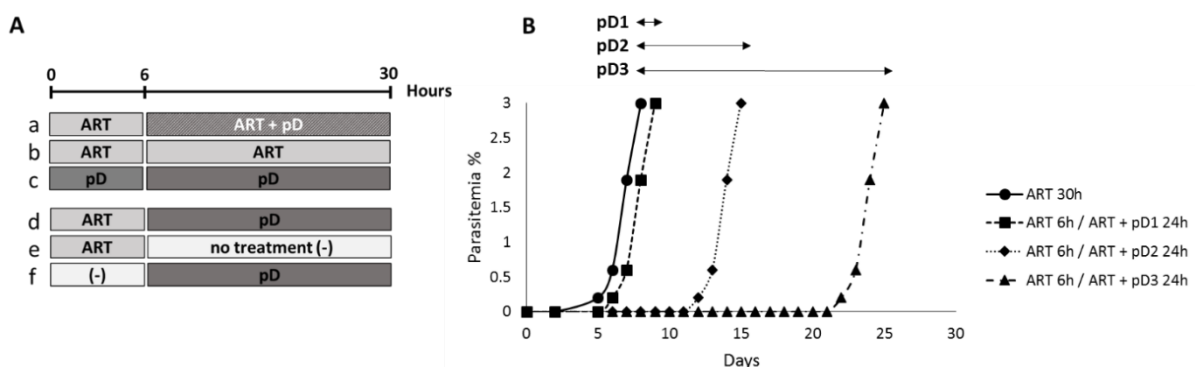 A
0 6 30
Hours
a ART ART + pD
b ART ART
c pD pD
d ART pD
e ART no treatment (-)
f (-) pD
B
pD1
pD2
pD3
3
2.5
2
1.5
1
0.5
0
Parasitemia %
0 5 10 15 20 25 30
Days
ART 30h
ART 6h / ART + pD1 24h
ART 6h / ART + pD2 24h
ART 6h / ART + pD3 24h